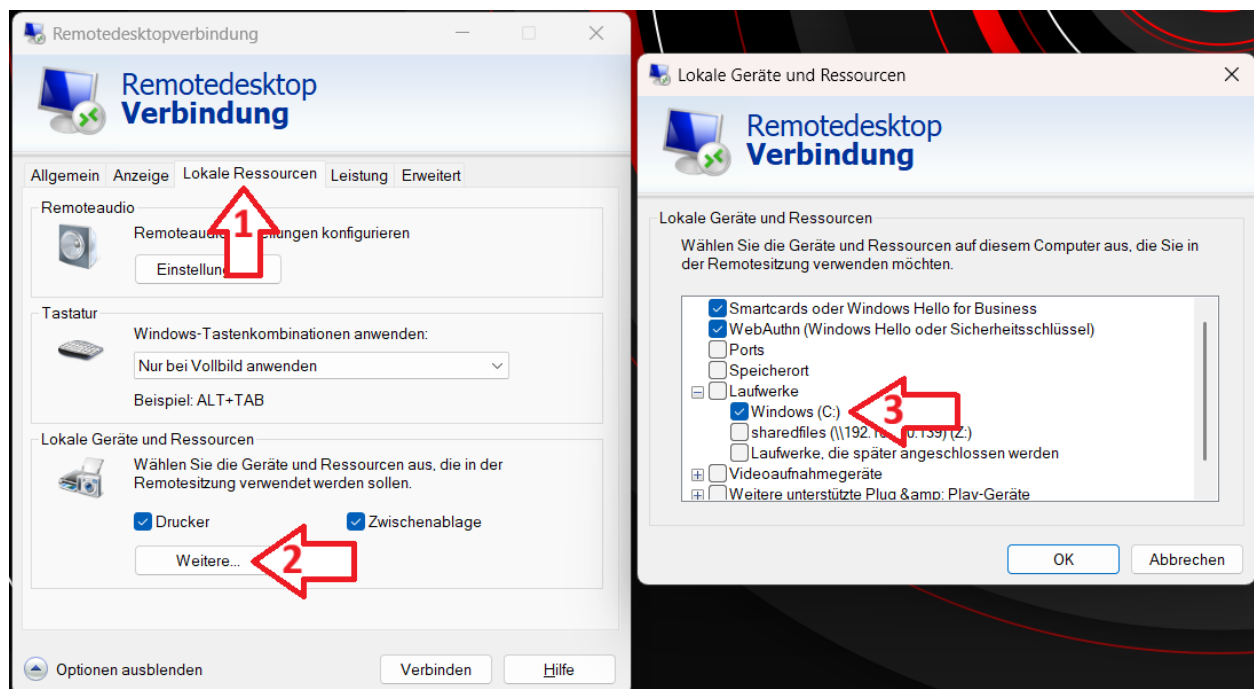 Remotedesktopverbindung
Remotedesktop
Verbindung
Allgemein Anzeige Lokale Ressourcen Leistung Erweitert
Remoteaudio
1
konfigurieren
Tastatur
Windows-Tastenkombinationen anwenden:
Nur bei Vollbild anwenden
Beispiel: ALT+TAB
Lokale Geräte und Ressourcen
Wählen Sie die Geräte und Ressourcen aus, die in der
Remotesitzung verwendet werden sollen.
Drucker Zwischenablage
Weitere... 2
Optionen ausblenden Verbinden Hilfe
Lokale Geräte und Ressourcen
Remotedesktop
Verbindung
Lokale Geräte und Ressourcen
Wählen Sie die Geräte und Ressourcen auf diesem Computer aus, die Sie in
der Remotesitzung verwenden möchten.
Smartcards oder Windows Hello for Business
WebAuthn (Windows Hello oder Sicherheitsschlüssel)
Ports
Speicherort
Laufwerke
Windows (C:) 3
sharedfiles (Z:)
Laufwerke, die später angeschlossen werden
Videoaufnahmegeräte
Weitere unterstützte Plug &amp; Play-Geräte
OK Abbrechen